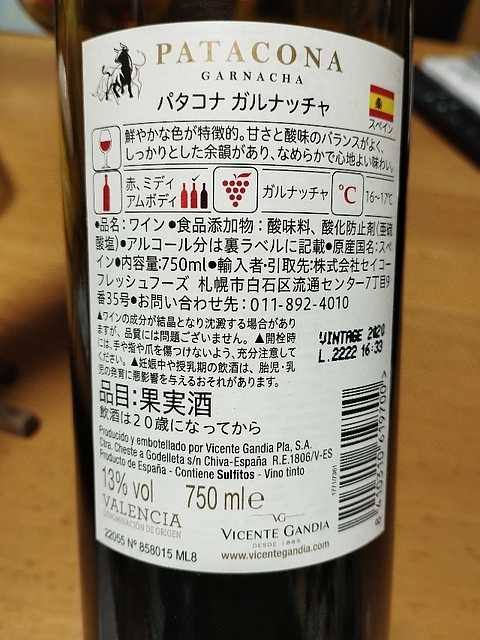 PATACONA
GARNACHA
パタコナ ガルナッチャ
スペイン
鮮やかな色が特徴的。甘さと酸味のバランスがよく、
しっかりとした余韻があり、なめらかで心地よい味わい。
赤、ミディ
アムボディ
ガルナッチャ
℃
16～17℃
●品名：ワイン●食品添加物：酸味料、酸化防止剤(亜硫
酸塩)●アルコール分は裏ラベルに記載●原産国名：スペ
イン●内容量:750ml●輸入者・引取先:株式会社セイコー
フレッシュフーズ 札幌市白石区流通センター7丁目9
番35号●お問い合わせ先：011-892-4010
▲ワインの成分が結晶となり沈澱する場合があり
ますが、品質には問題ございません。▲開栓時
には、手や指や爪を傷つけないよう、充分注意して
ください。▲妊娠中や授乳期の飲酒は、胎児・乳
児の発育に悪影響を与えるおそれがあります。
VINTAGE 2020
L.2222 16:33
品目:果実酒
飲酒は20歳になってから
Producido y embotellado por Vicente Gandia Pla, S.A.
Ctra. Cheste a Godelleta s/n Chiva-España R.E.1806/V-ES
Producto de España - Contiene Sulfitos - Vino tinto
13% vol 750 ml e
VALENCIA
DENOMINACIÓN DE ORIGEN
VG
VICENTE GANDIA
DESDE 1885
22055 Nº 858015 ML8
www.vicentegandia.com
8 410310 619700 >